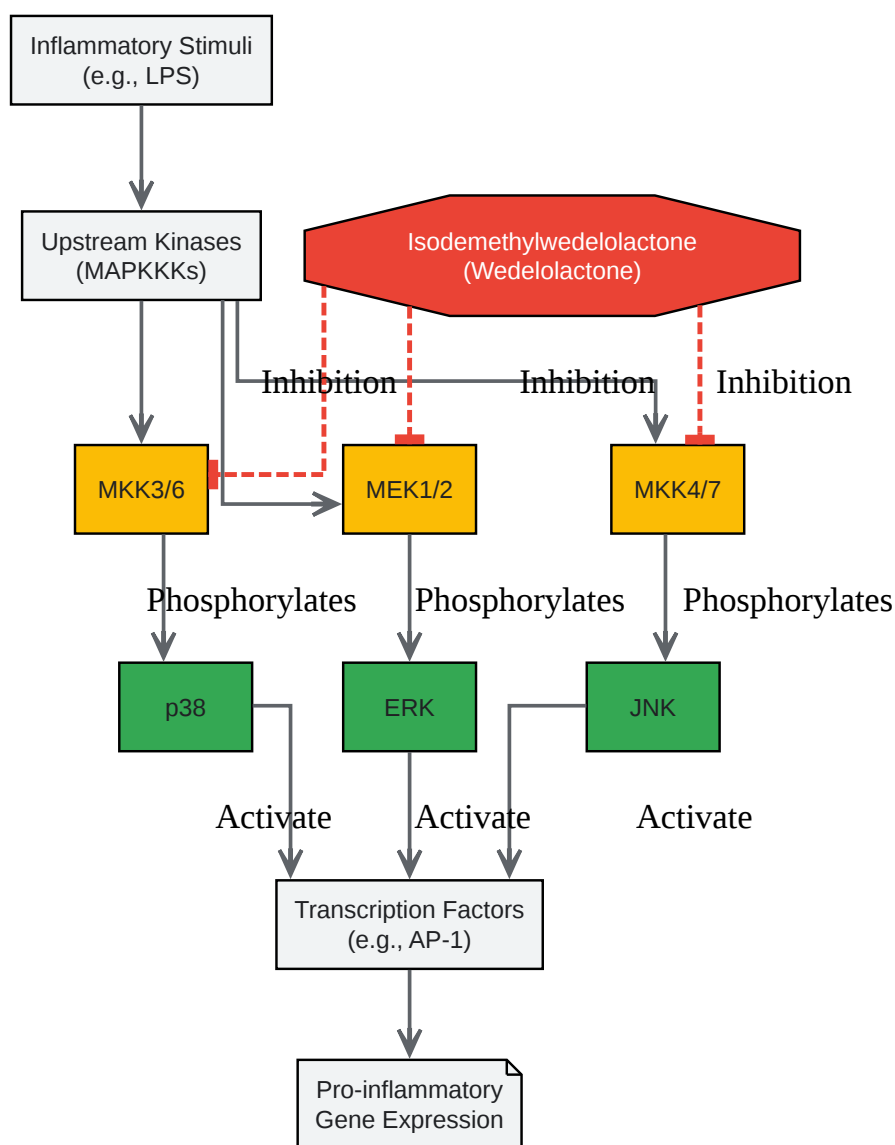 Inflammatory Stimuli
(e.g., LPS)
Upstream Kinases
(MAPKKKs)
Isodemethylwedelolactone
(Wedelolactone)
Inhibition
Inhibition
Inhibition
MKK3/6
MEK1/2
MKK4/7
Phosphorylates
Phosphorylates
Phosphorylates
p38
ERK
JNK
Activate
Activate
Activate
Transcription Factors
(e.g., AP-1)
Pro-inflammatory
Gene Expression